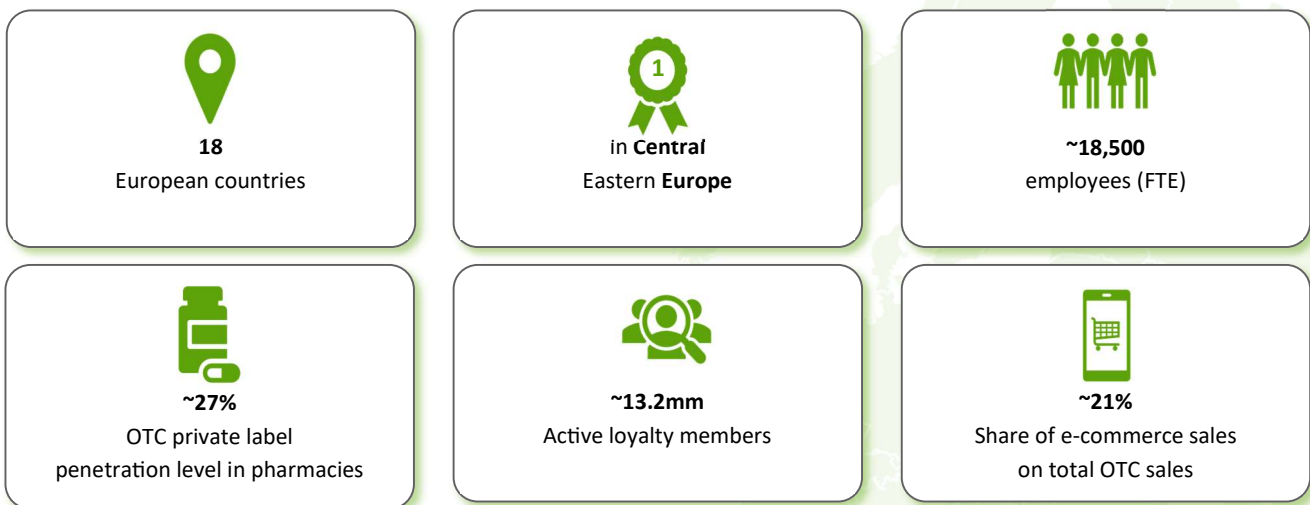 18
European countries
1
in Central
Eastern Europe
~18,500
employees (FTE)
~27%
OTC private label
penetration level in pharmacies
~13.2mm
Active loyalty members
~21%
Share of e-commerce sales
on total OTC sales